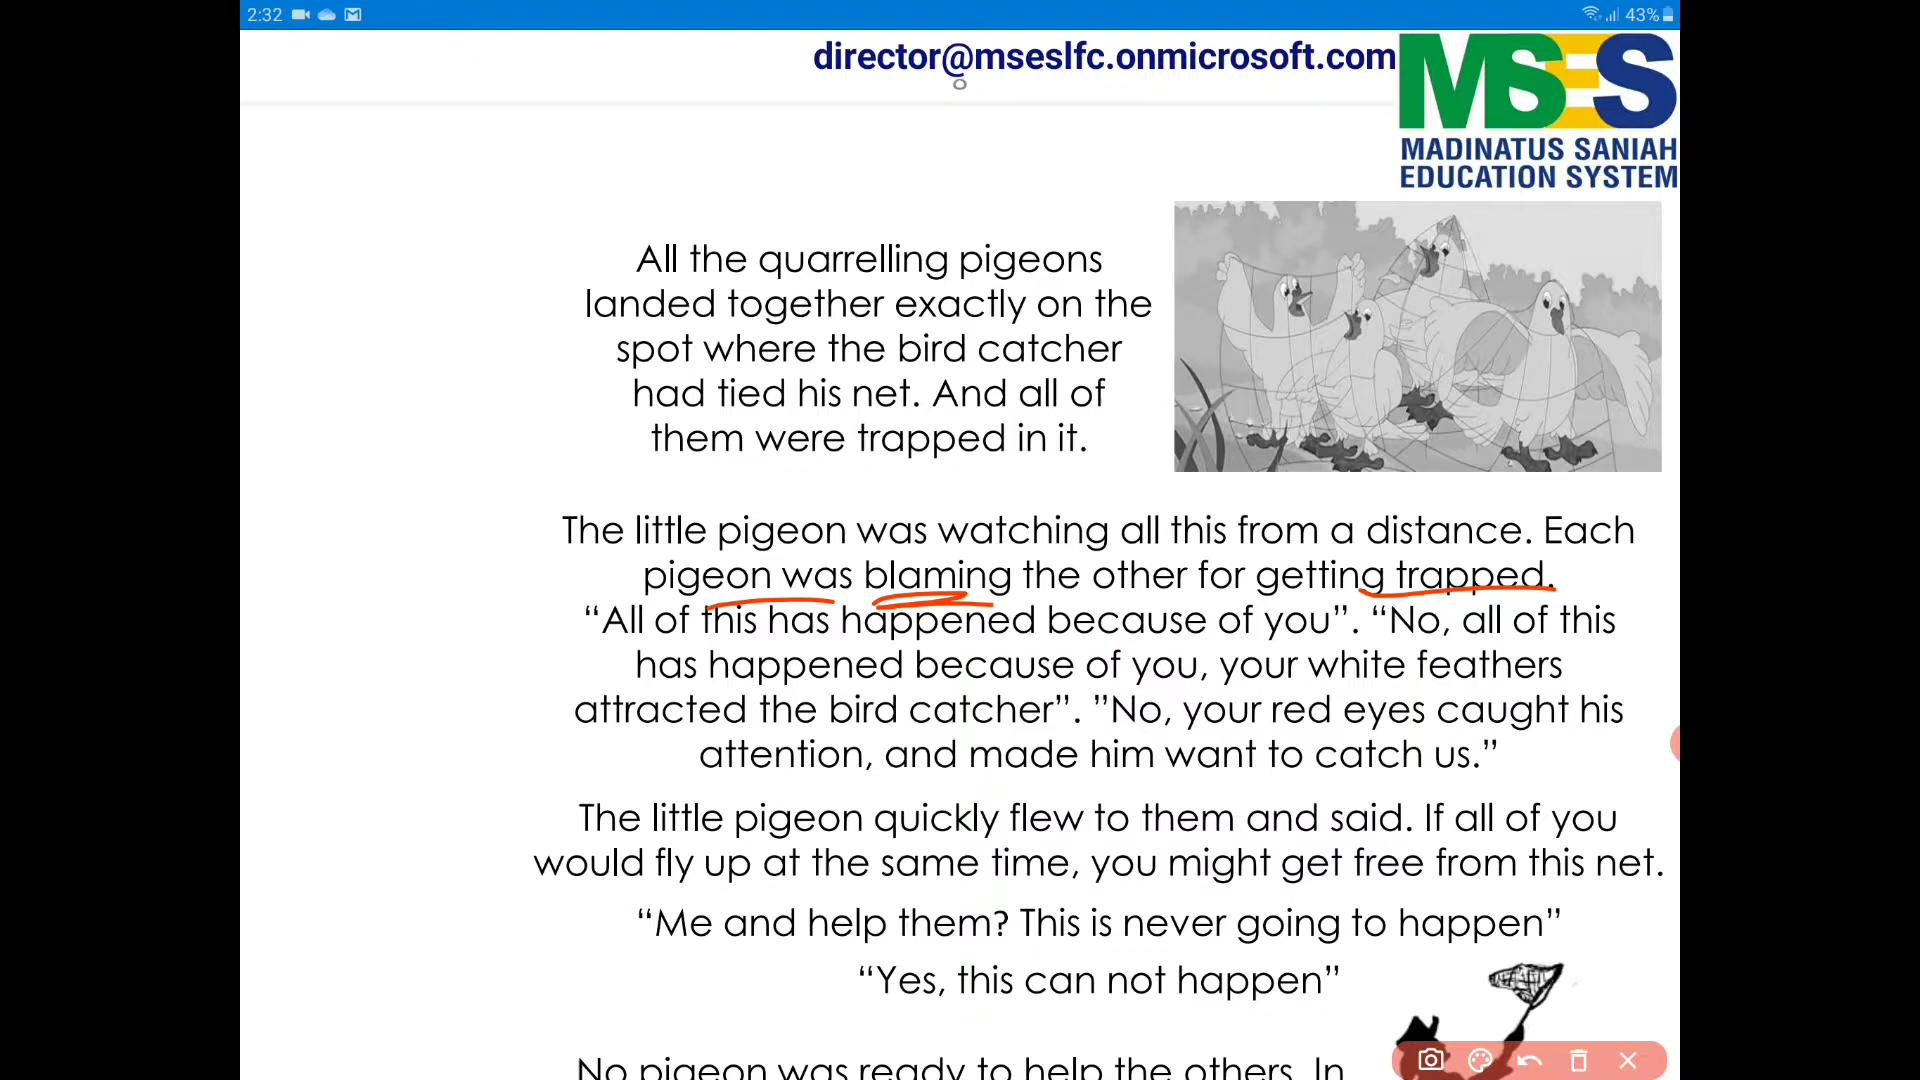 2:32
43%
director@mseslfc.onmicrosoft.com
MSES
MADINATUS SANIAH
EDUCATION SYSTEM
All the quarrelling pigeons
landed together exactly on the
spot where the bird catcher
had tied his net. And all of
them were trapped in it.
The little pigeon was watching all this from a distance. Each
pigeon was blaming the other for getting trapped.
“All of this has happened because of you”. “No, all of this
has happened because of you, your white feathers
attracted the bird catcher”. ”No, your red eyes caught his
attention, and made him want to catch us.”
The little pigeon quickly flew to them and said. If all of you
would fly up at the same time, you might get free from this net.
“Me and help them? This is never going to happen”
“Yes, this can not happen”
No pigeon was ready to help the others. In